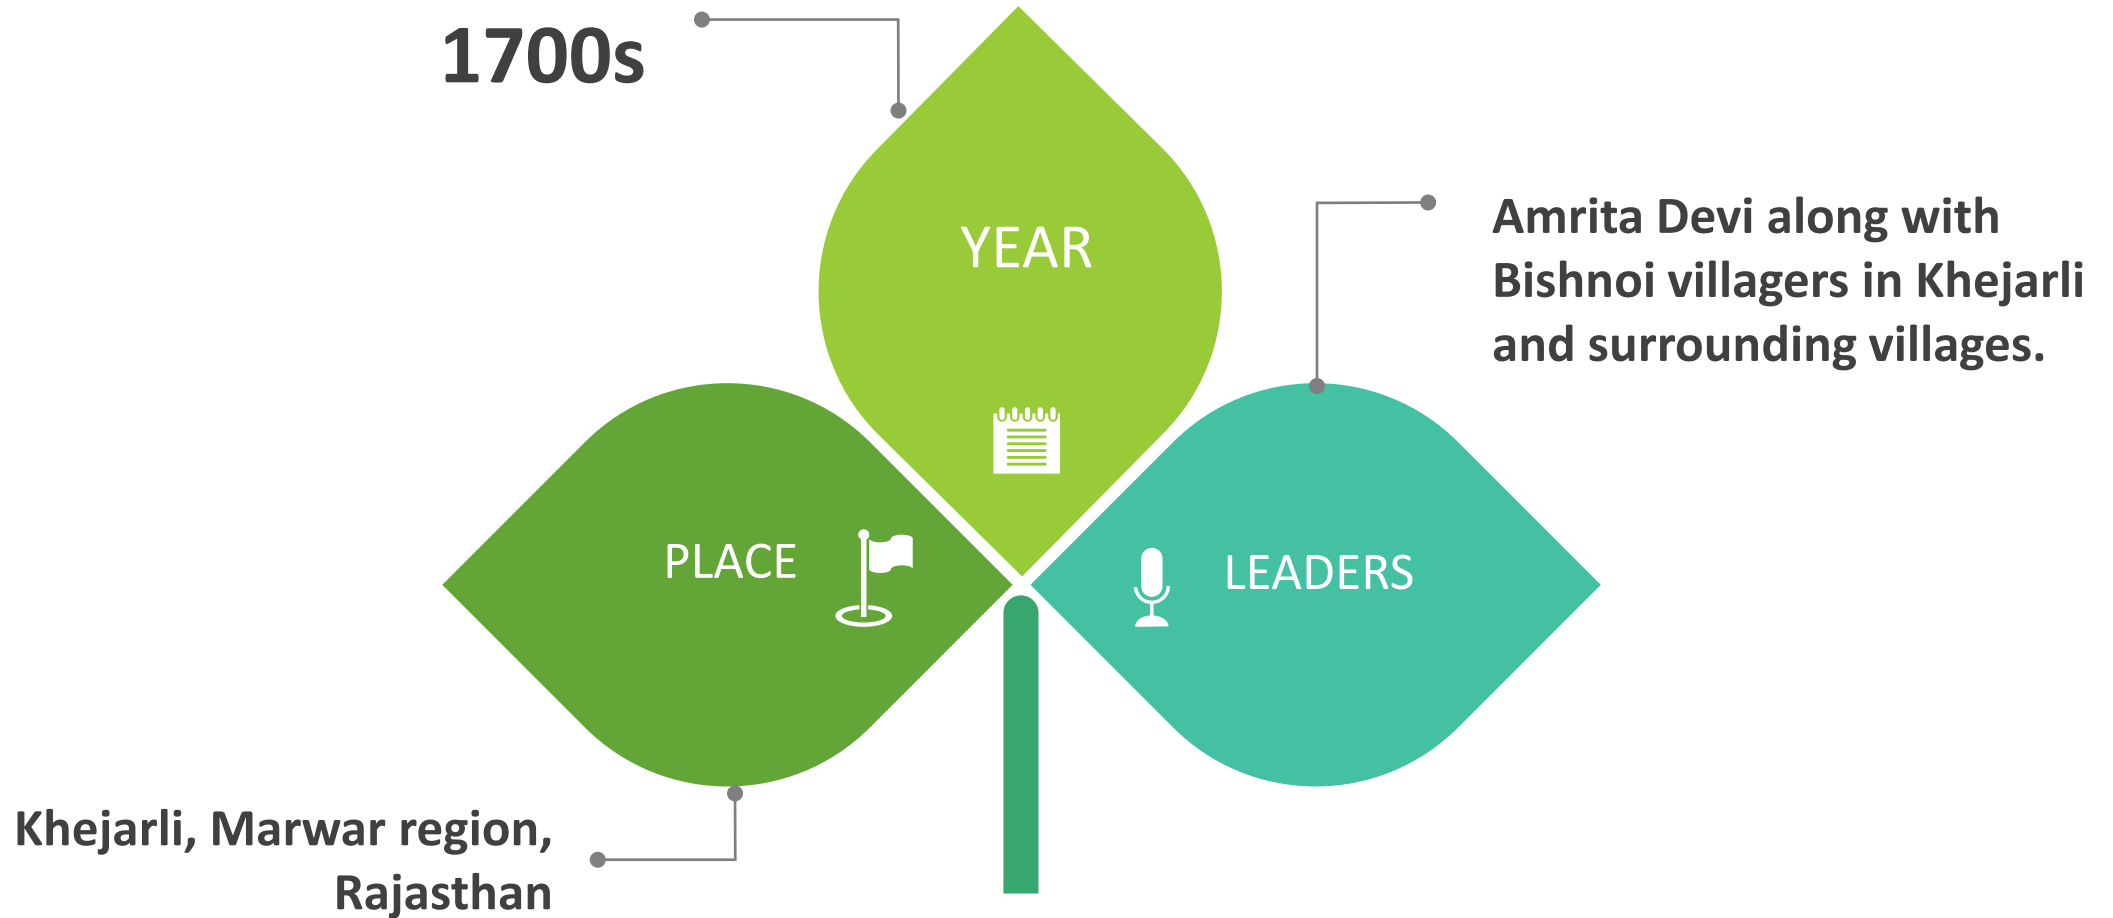 1700s
YEAR
Amrita Devi along with
Bishnoi villagers in Khejarli
and surrounding villages.
PLACE
LEADERS
Khejarli, Marwar region,
Rajasthan